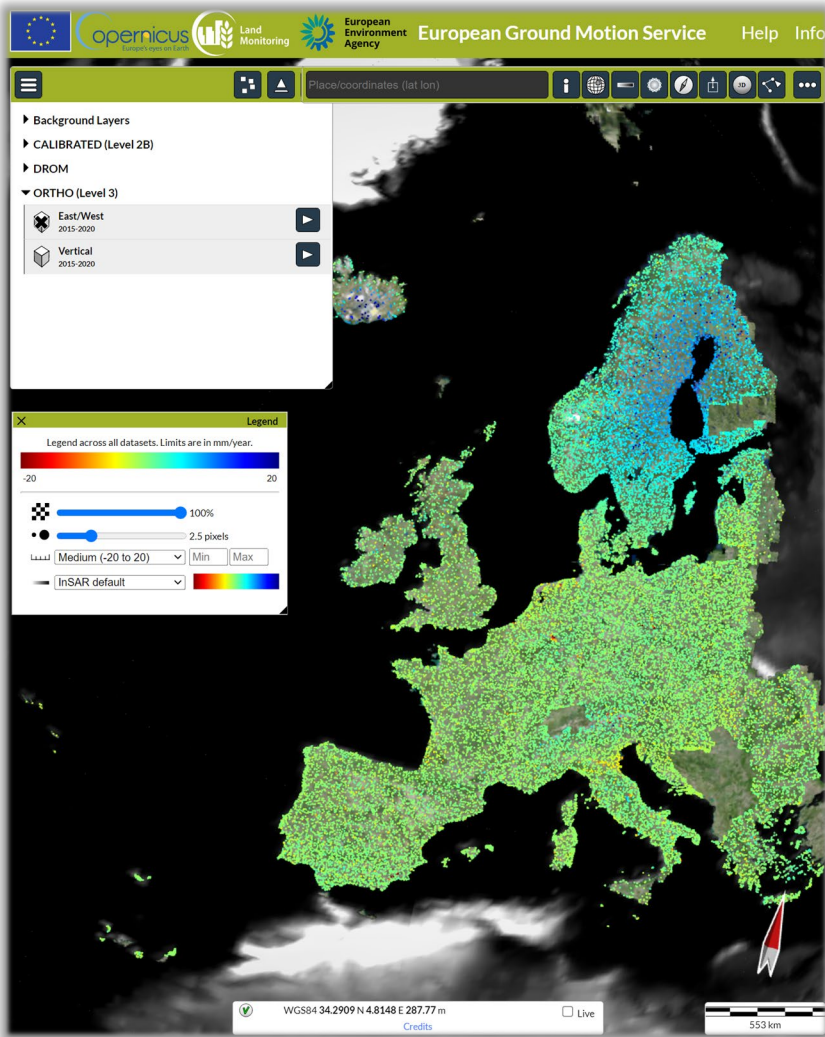 opernicus
Europe's eyes on Earth
Land
Monitoring
European
Environment
Agency
European Ground Motion Service
Help
Info
Place/coordinates (lat lon)
3D
Background Layers
CALIBRATED (Level 2B)
DROM
ORTHO (Level 3)
East/West
2015-2020
Vertical
2015-2020
Legend
Legend across all datasets. Limits are in mm/year.
-20 20
100%
2.5 pixels
Medium (-20 to 20) Min Max
InSAR default
WGS84 34.2909 N 4.8148 E 287.77 m
Live
Credits
553 km